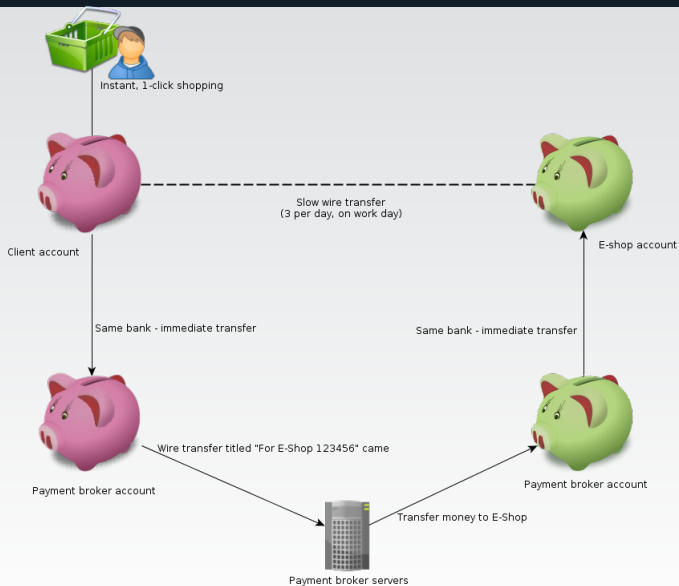 Instant, 1-click shopping
Slow wire transfer
(3 per day, on work day)
Client account
E-shop account
Same bank - immediate transfer
Same bank - immediate transfer
Wire transfer titled "For E-Shop 123456" came
Payment broker account
Payment broker account
Transfer money to E-Shop
Payment broker servers